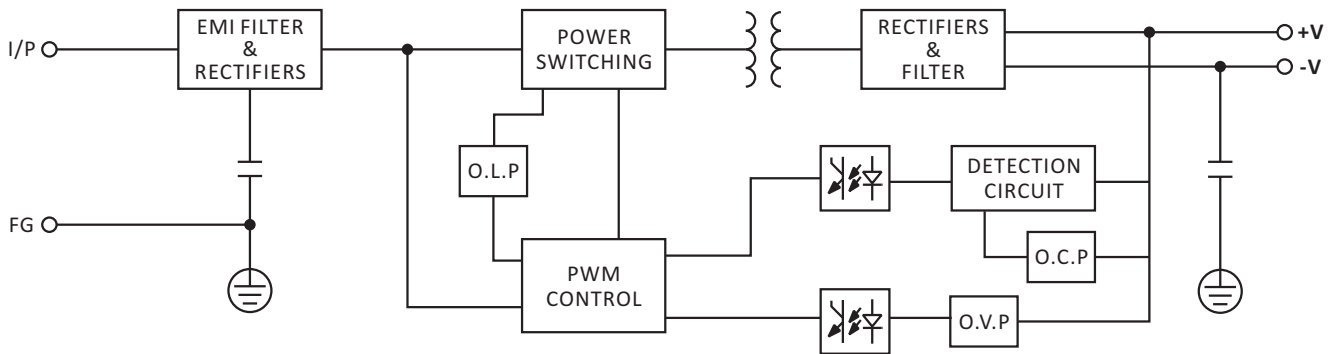 I/P
EMI FILTER
&
RECTIFIERS
POWER
SWITCHING
RECTIFIERS
&
FILTER
+V
-V
O.L.P
DETECTION
CIRCUIT
FG
O.C.P
PWM
CONTROL
O.V.P